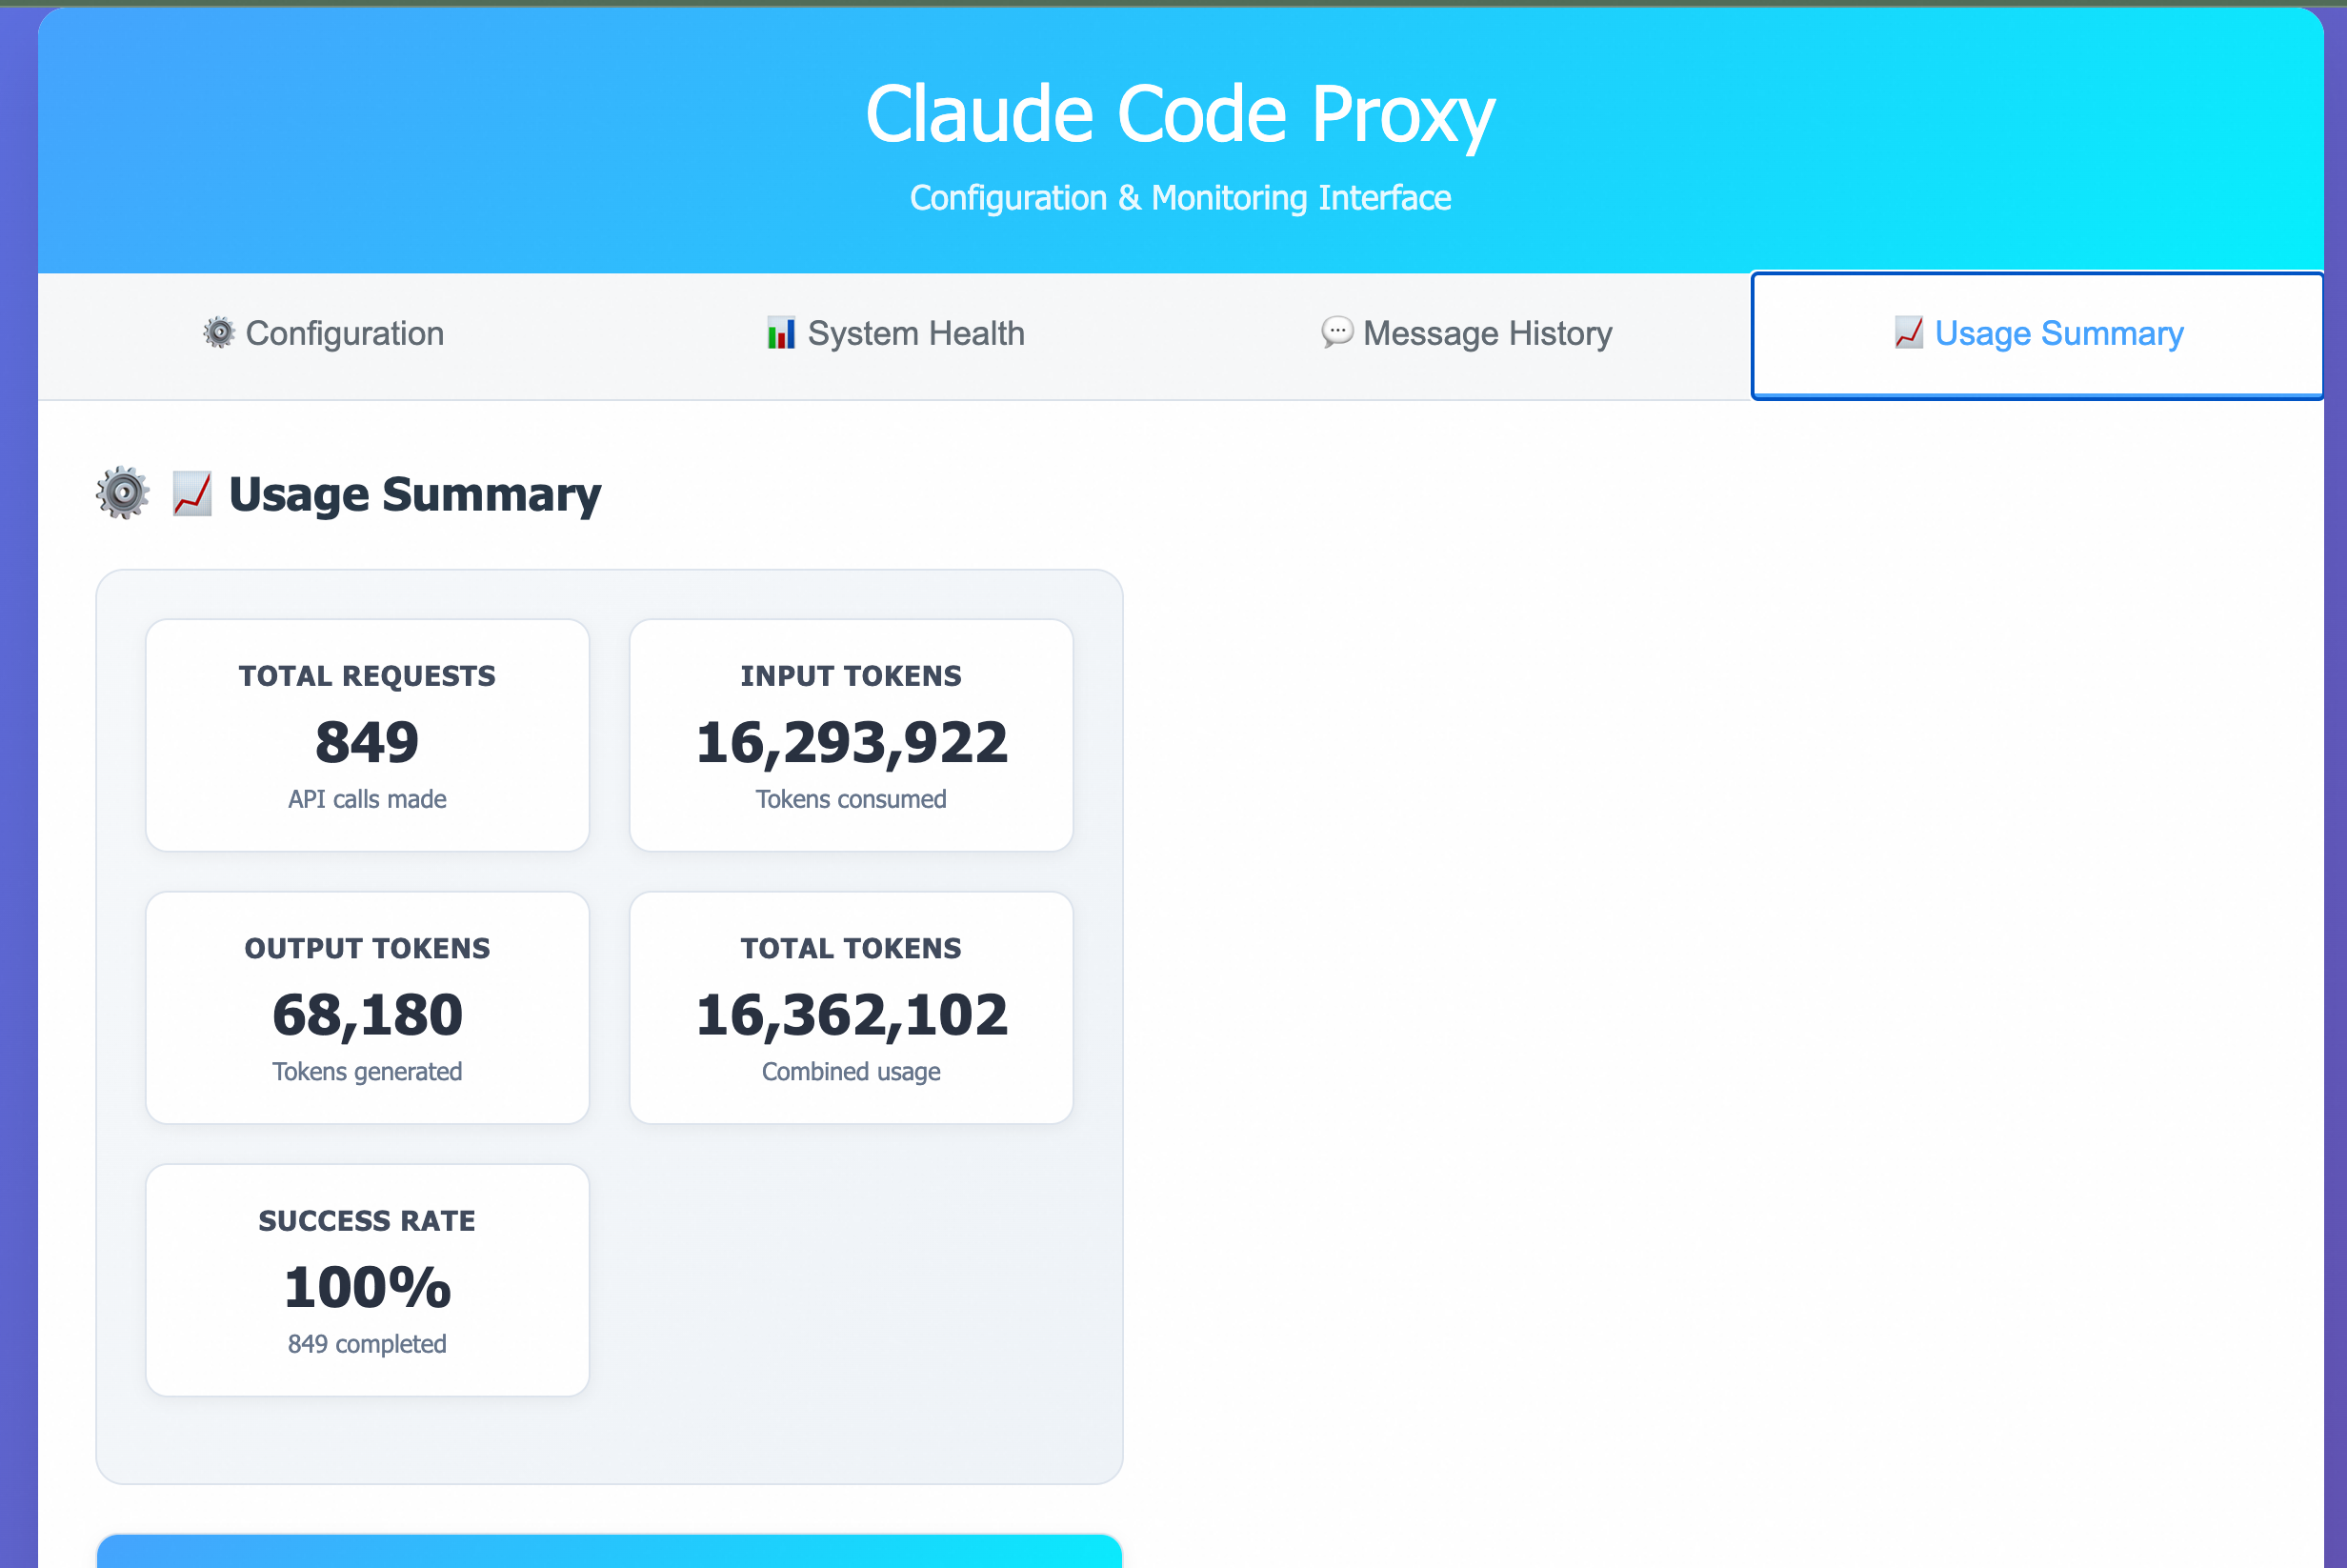 Claude Code Proxy
Configuration & Monitoring Interface
Configuration
System Health
Message History
Usage Summary
Usage Summary
TOTAL REQUESTS
849
API calls made
INPUT TOKENS
16,293,922
Tokens consumed
OUTPUT TOKENS
68,180
Tokens generated
TOTAL TOKENS
16,362,102
Combined usage
SUCCESS RATE
100%
849 completed